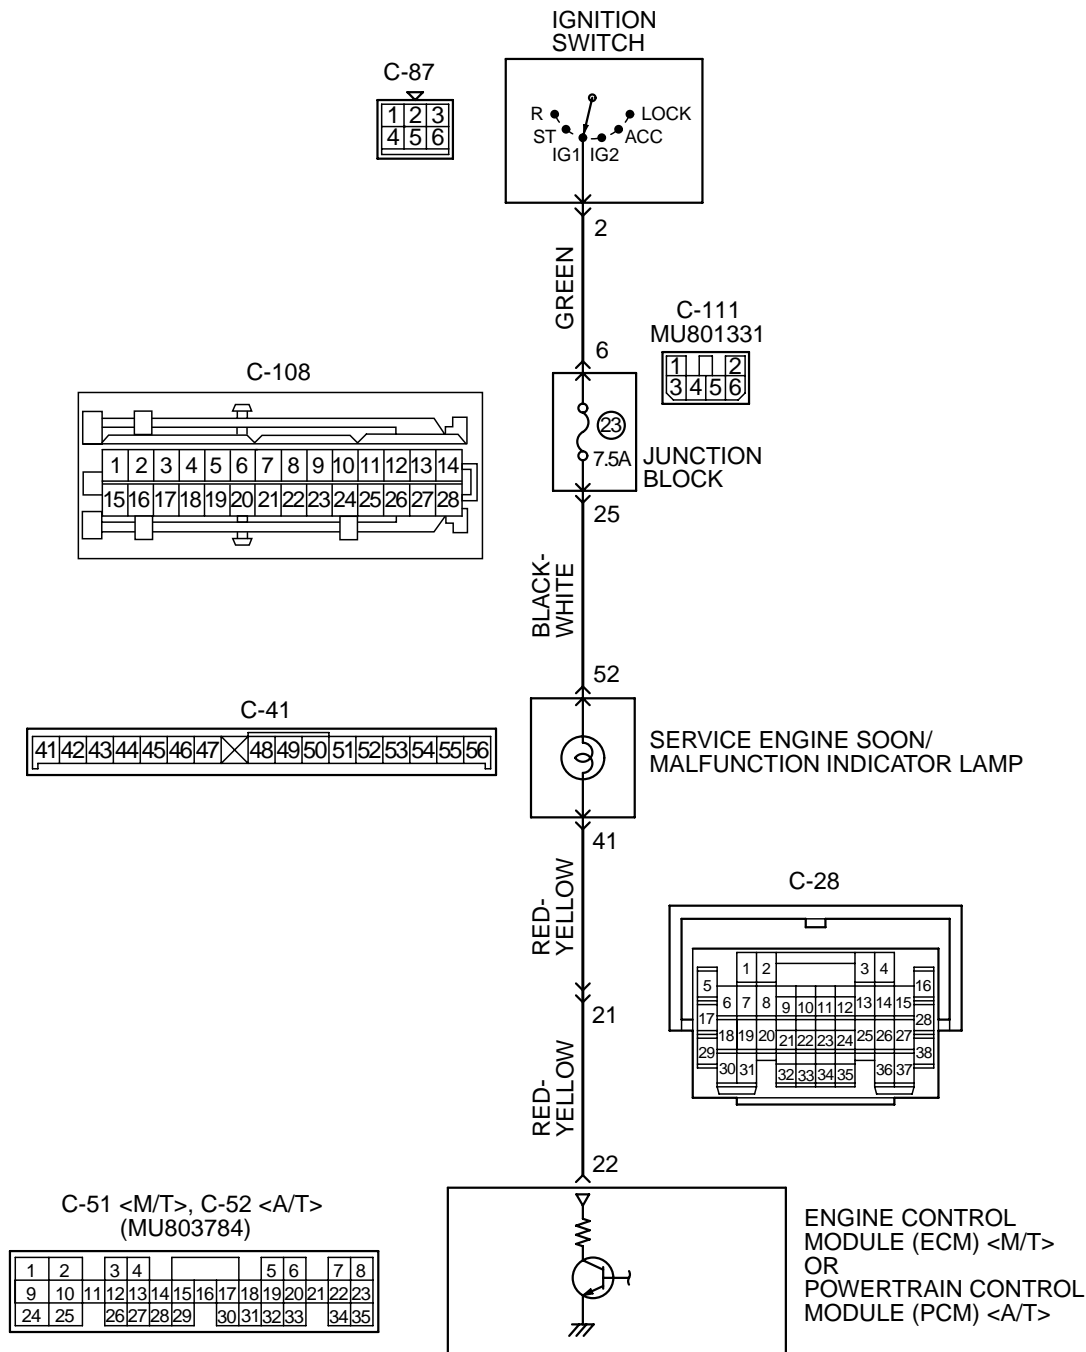 IGNITION
SWITCH
C-87
1 2 3
4 5 6
R
LOCK
ST
ACC
IG1 IG2
2
GREEN
C-111
MU801331
1 2
3 4 5 6
6
23
7.5A
JUNCTION
BLOCK
25
C-108
1 2 3 4 5 6 7 8 9 10 11 12 13 14
15 16 17 18 19 20 21 22 23 24 25 26 27 28
BLACK-
WHITE
52
C-41
41 42 43 44 45 46 47 48 49 50 51 52 53 54 55 56
SERVICE ENGINE SOON/
MALFUNCTION INDICATOR LAMP
41
RED-
YELLOW
C-28
1 2 3 4
5 16
6 7 8 9 10 11 12 13 14 15
17 28
18 19 20 21 22 23 24 25 26 27
29 38
30 31 32 33 34 35 36 37
21
RED-
YELLOW
22
C-51 <M/T>, C-52 <A/T>
(MU803784)
1 2 3 4 5 6 7 8
9 10 11 12 13 14 15 16 17 18 19 20 21 22 23
24 25 26 27 28 29 30 31 32 33 34 35
ENGINE CONTROL
MODULE (ECM) <M/T>
OR
POWERTRAIN CONTROL
MODULE (PCM) <A/T>